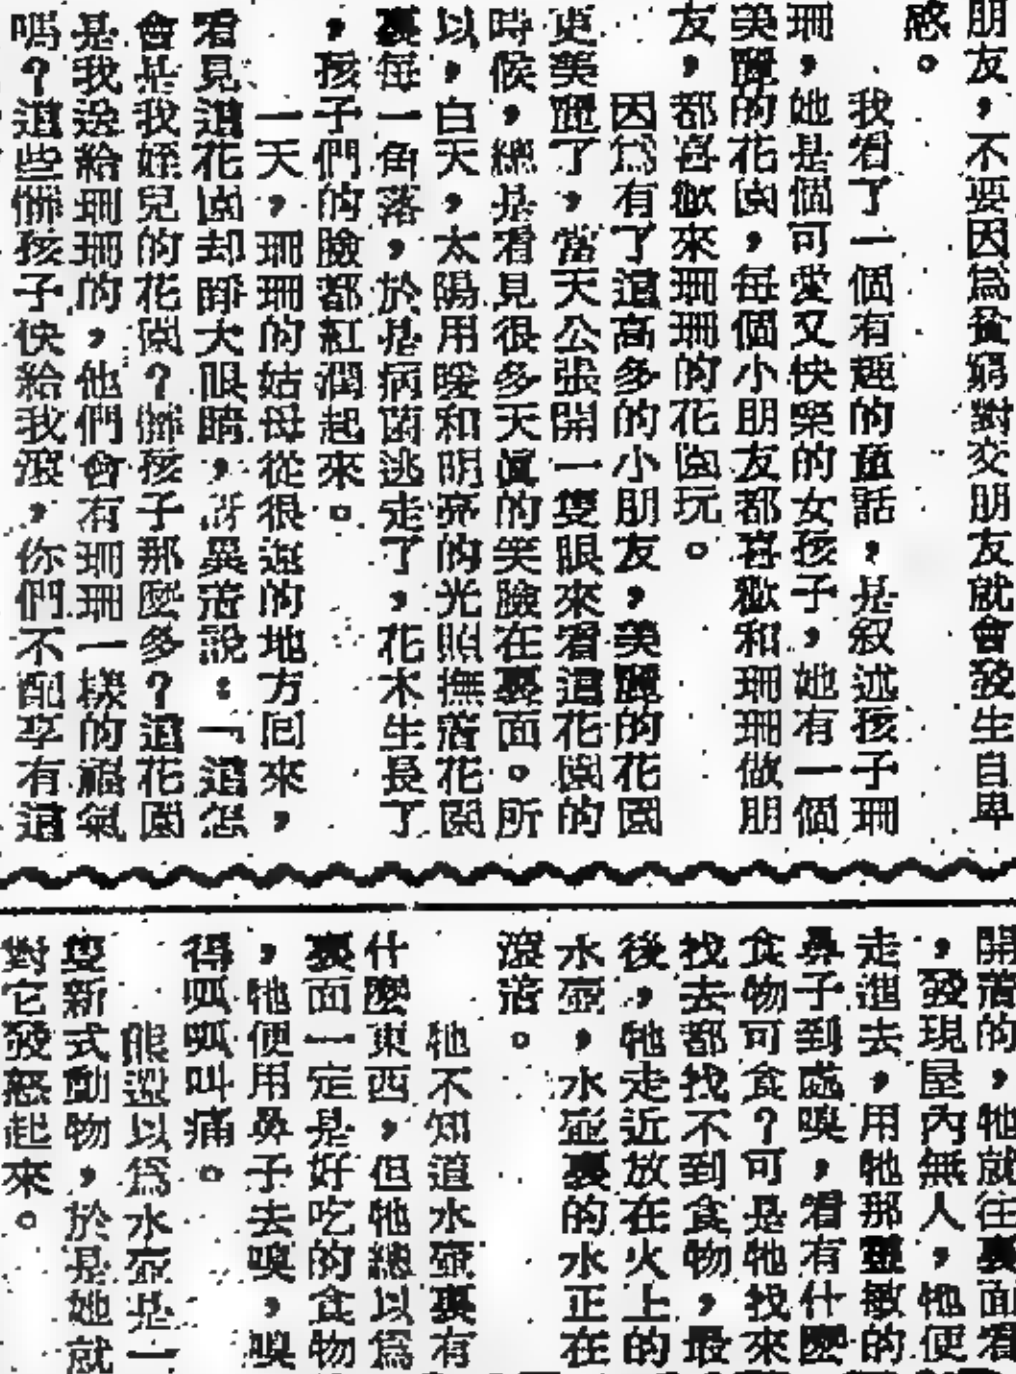 朋友，不要因為貧窮對交朋友就會發生自卑
感。
我看了一個有趣的童話，是叙述孩子珊
珊，她是個可愛又快樂的女孩子，她有一個
美麗的花園，每個小朋友都喜歡和珊珊做朋
友，都喜歡來珊珊的花園玩。
因為有了這高多的小朋友，美麗的花園
更美麗了，當天公張開一隻眼來看這花園的
時候，總是看見很多天眞的笑臉在裏面。所
以，白天，太陽用暖和明亮的光照撫着花園
裏每一角落，於是病菌逃走了，花木生長了
，孩子們的臉都紅潤起來。
一天，珊珊的姑母從很遠的地方回來，
看見這花園却睜大眼睛，訝異着說：「這怎
會是我姪兒的花園？髒孩子那麼多？這花園
是我送給珊珊的，他們會有珊珊一樣的福氣
嗎？這些髒孩子快給我滾，你們不配享有這
開着的，牠就往裏面看
，發現屋內無人，牠便
走進去，用牠那靈敏的
鼻子到處嗅，看有什麼
食物可食？可是牠找來
找去都找不到食物，最
後，牠走近放在火上的
水壺，水壺裏的水正在
滾着。
牠不知道水壺裏有
什麼東西，但牠總以為
裏面一定是好吃的食物
，牠便用鼻子去嗅，嗅
得呱呱叫痛。
熊還以為水壺是一
隻新式動物，於是她就
對它發怒起來。